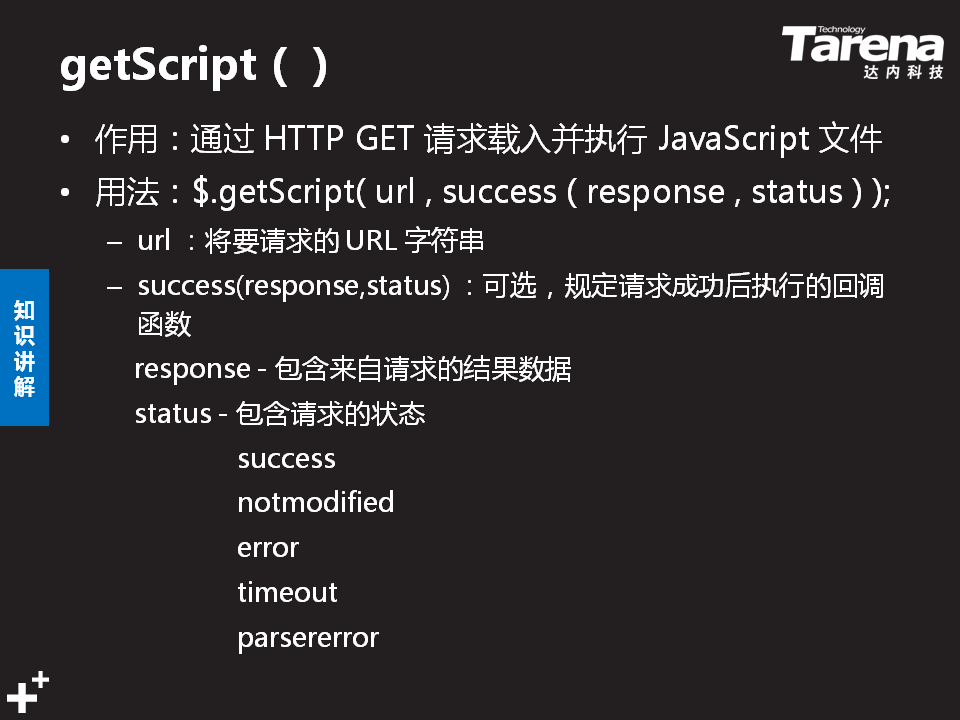 getScript ( )
Technology
Tarena
达内科技
• 作用：通过 HTTP GET 请求载入并执行 JavaScript 文件
• 用法：$.getScript( url , success ( response , status ) );
– url ：将要请求的 URL 字符串
– success(response,status) ：可选，规定请求成功后执行的回调
函数
response - 包含来自请求的结果数据
status - 包含请求的状态
success
notmodified
error
timeout
parsererror
知
识
讲
解